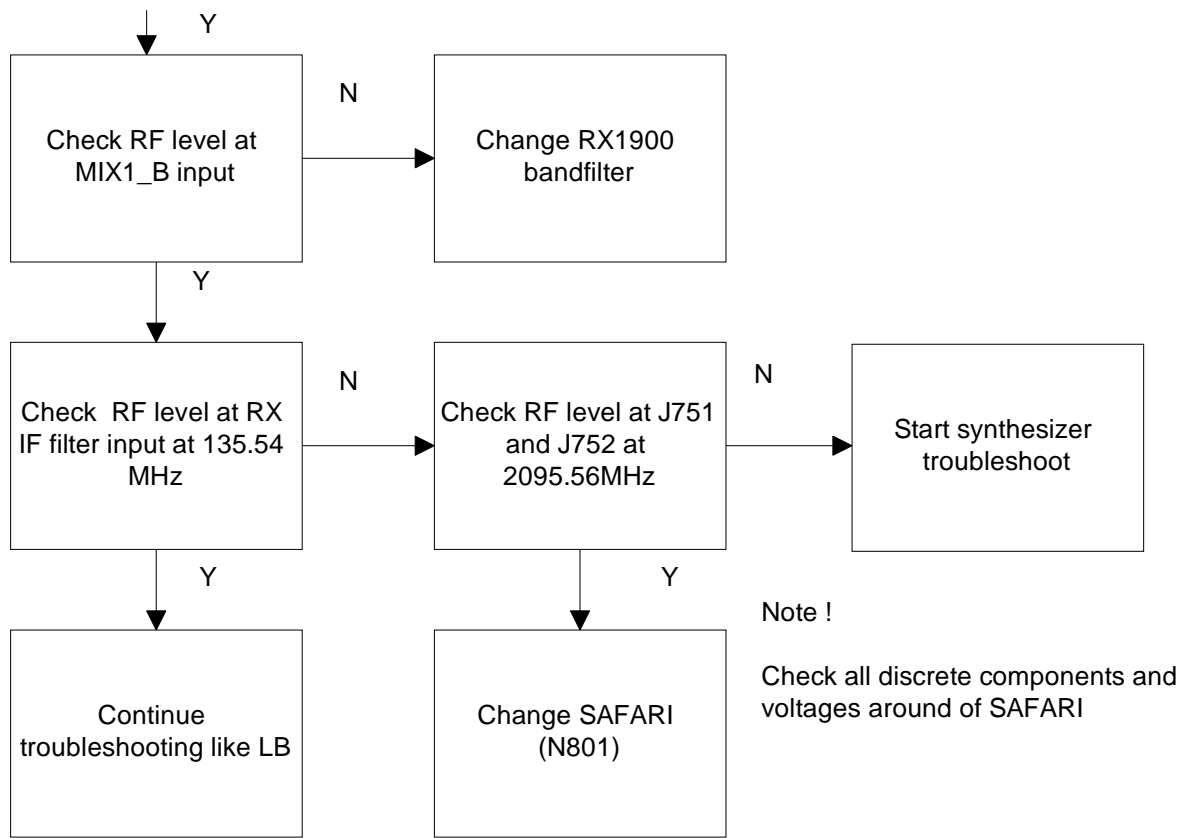 Y
Check RF level at
MIX1_B input
N
Change RX1900
bandfilter
Y
Check RF level at RX
IF filter input at 135.54
MHz
N
Check RF level at J751
and J752 at
2095.56MHz
N
Start synthesizer
troubleshoot
Y
Continue
troubleshooting like LB
Y
Change SAFARI
(N801)
Note !
Check all discrete components and
voltages around of SAFARI